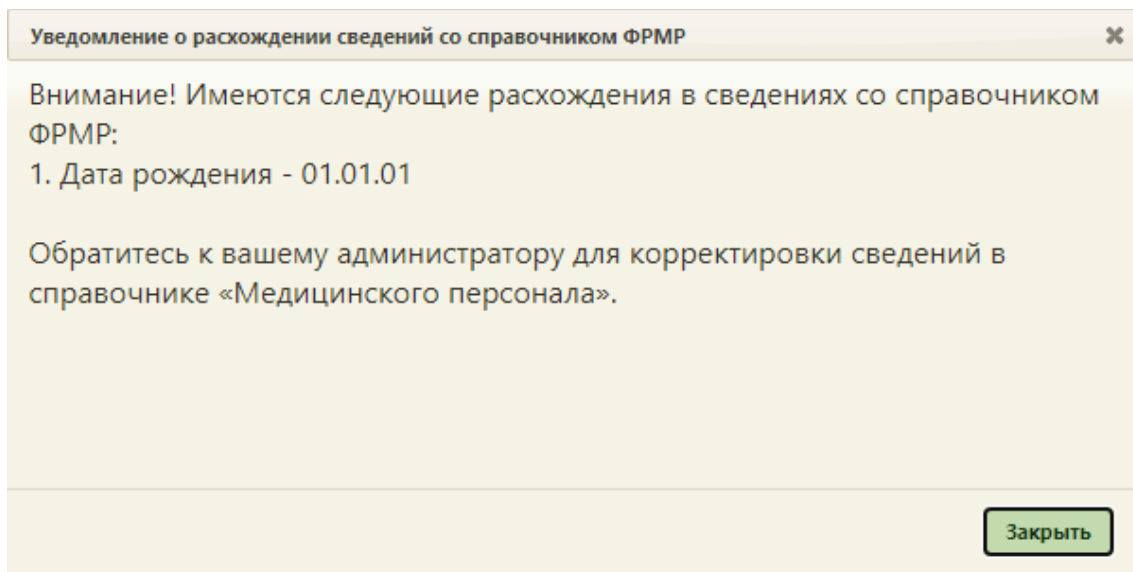 Уведомление о расхождении сведений со справочником ФРМР
Внимание! Имеются следующие расхождения в сведениях со справочником
ФРМР:
1. Дата рождения - 01.01.01
Обратитесь к вашему администратору для корректировки сведений в
справочнике «Медицинского персонала».
Закрыть